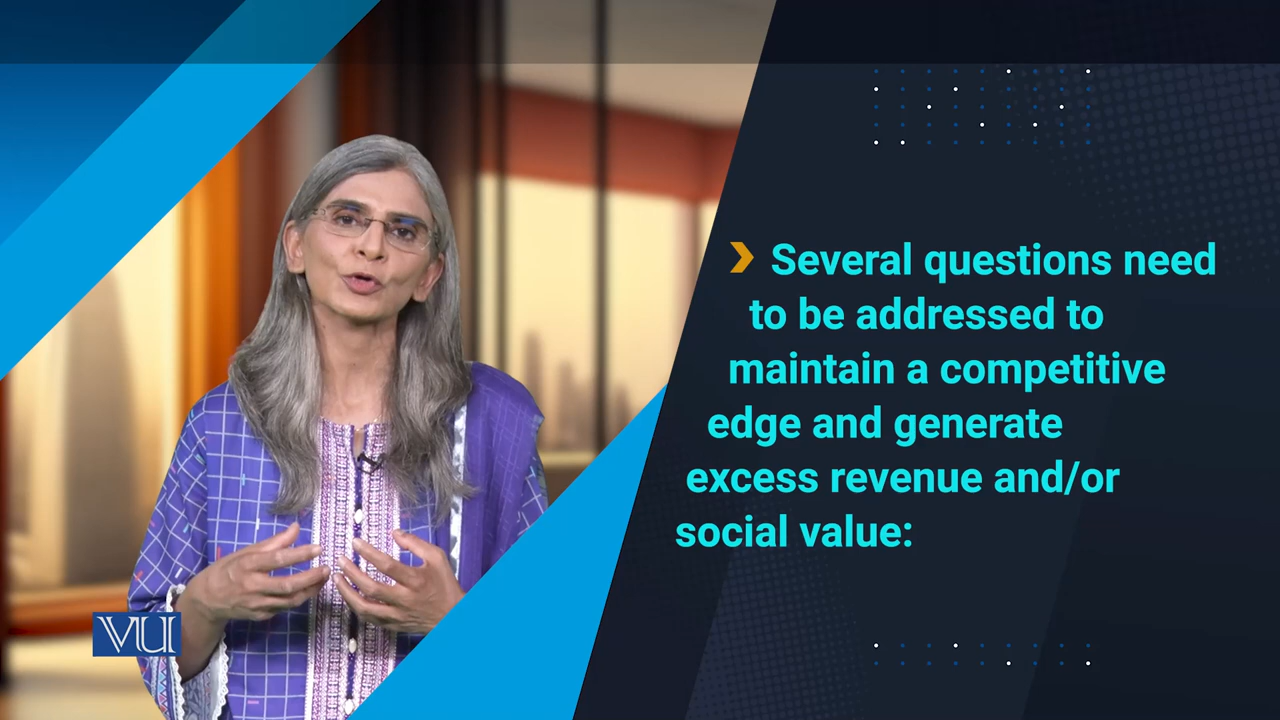 Several questions need
to be addressed to
maintain a competitive
edge and generate
excess revenue and/or
social value:
VU